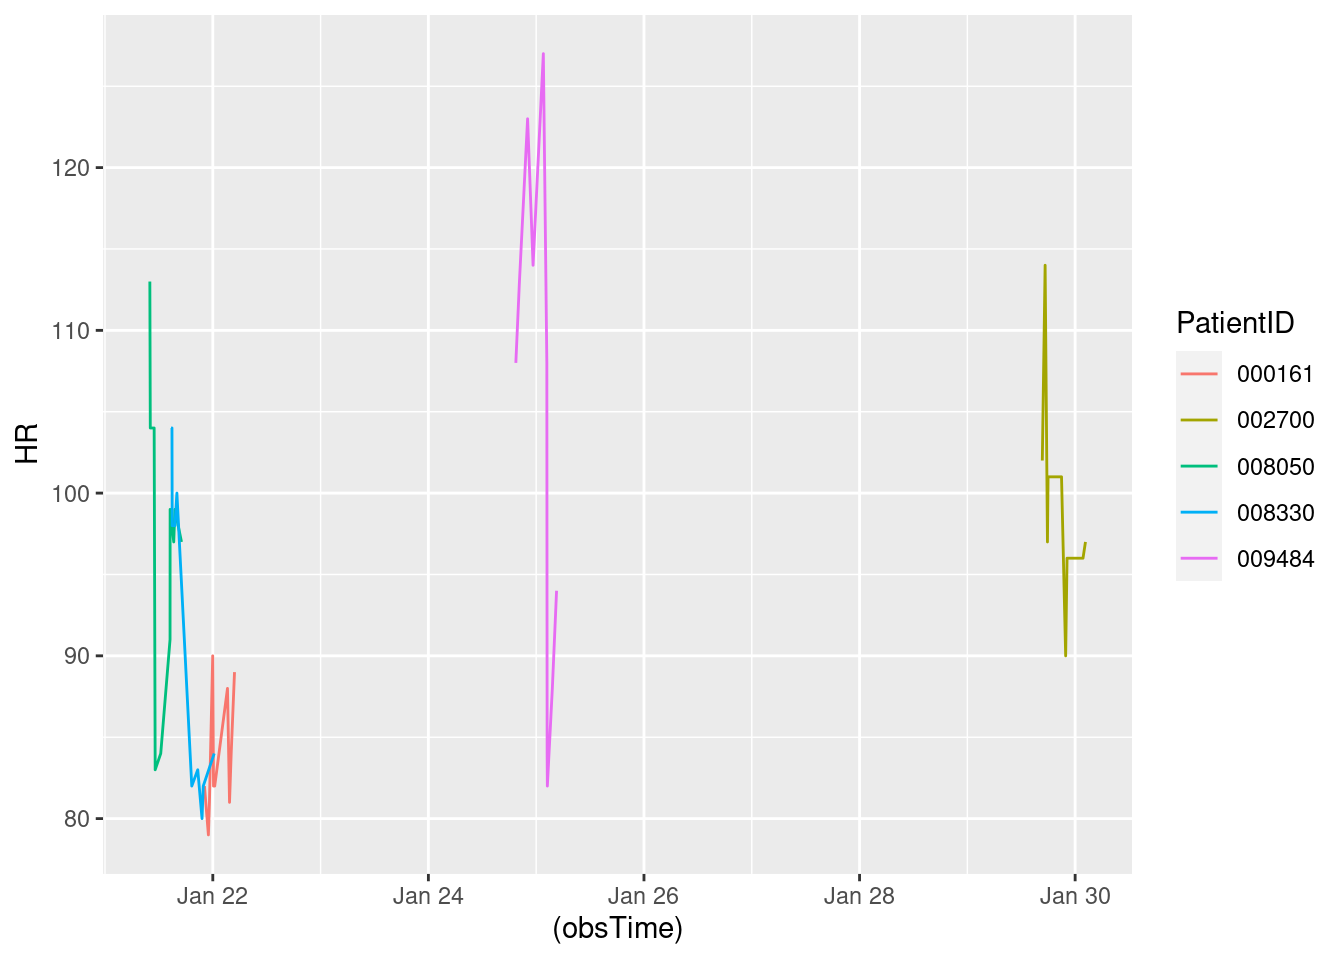 120
110
100
90
80
HR
Jan 22
Jan 24
Jan 26
Jan 28
Jan 30
(obsTime)
PatientID
000161
002700
008050
008330
009484